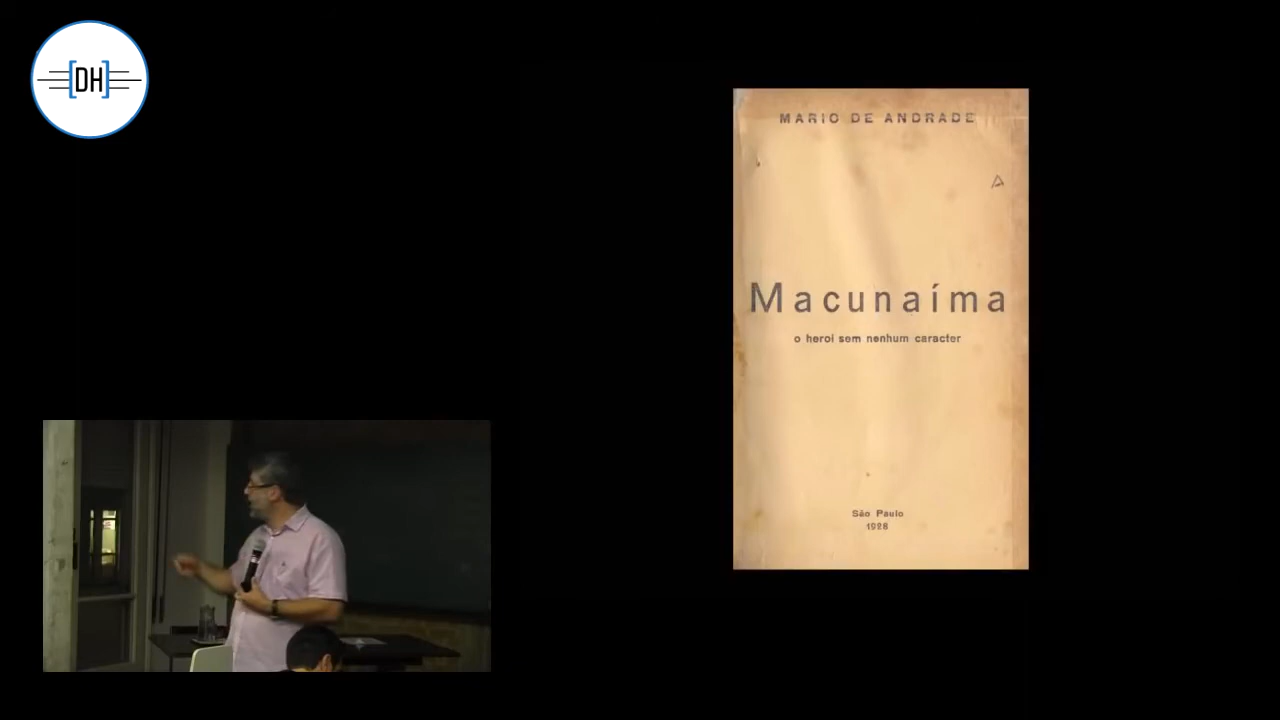 [DH]
MARIO DE ANDRADE
Macunaíma
o heroi sem nenhum caracter
São Paulo
1928